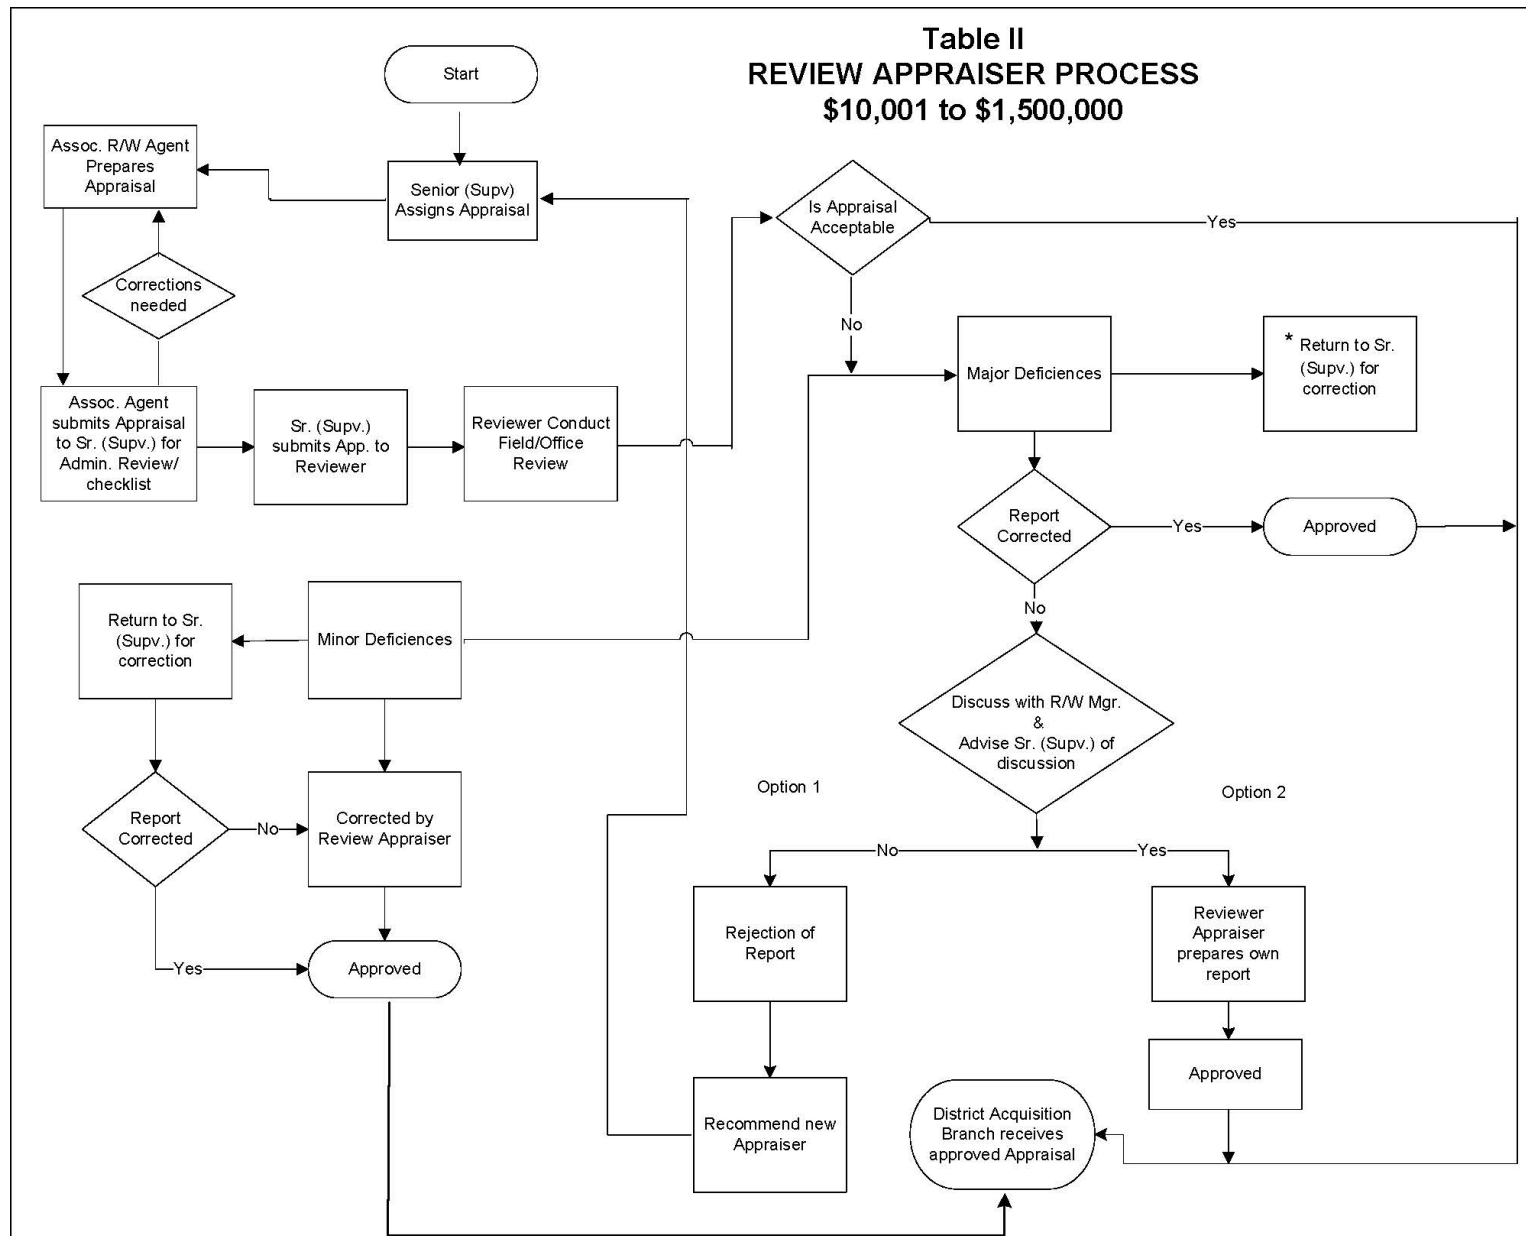 Table II
REVIEW APPRAISER PROCESS
$10,001 to $1,500,000
Start
Assoc. R/W Agent
Prepares
Appraisal
Senior (Supv)
Assigns Appraisal
Is Appraisal
Acceptable
Yes
Corrections
needed
No
Major Deficiences
* Return to Sr.
(Supv.) for
correction
Assoc. Agent
submits Appraisal
to Sr. (Supv.) for
Admin. Review/
checklist
Sr. (Supv.)
submits App. to
Reviewer
Reviewer Conduct
Field/Office
Review
Report
Corrected
Yes
Approved
No
Return to Sr.
(Supv.) for
correction
Minor Deficiences
Discuss with R/W Mgr.
&
Advise Sr. (Supv.) of
discussion
Option 1
Option 2
Report
Corrected
No
Corrected by
Review Appraiser
No
Yes
Rejection of
Report
Reviewer
Appraiser
prepares own
report
Yes
Approved
Approved
Recommend new
Appraiser
District Acquisition
Branch receives
approved Appraisal